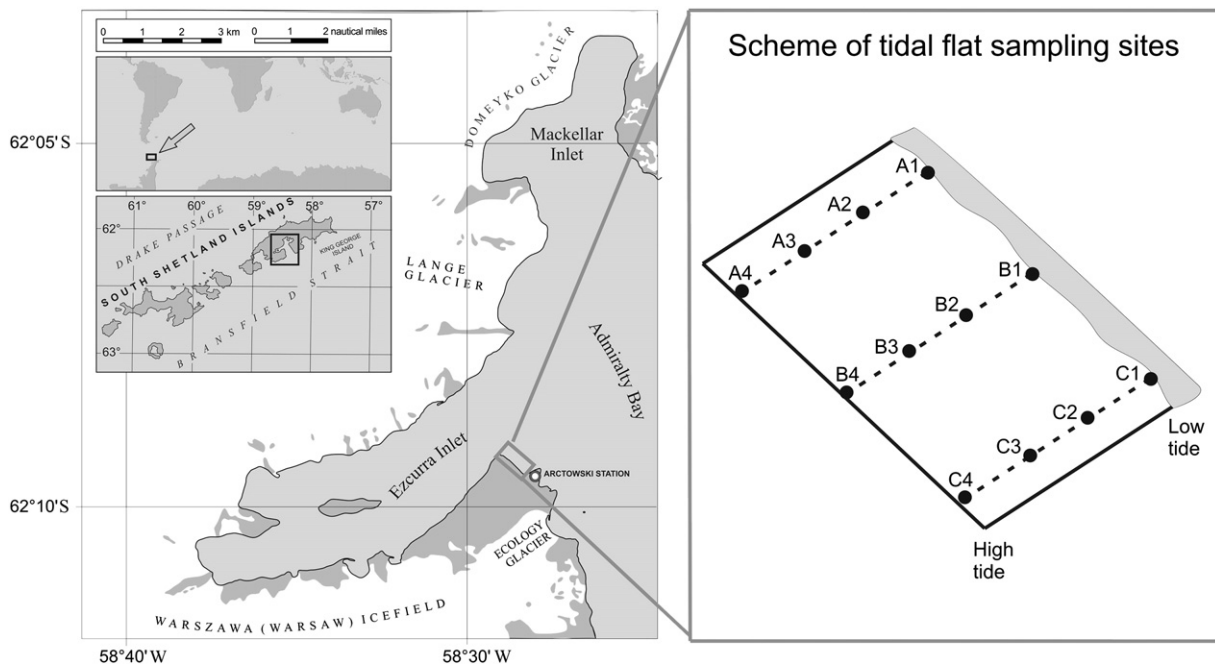 0 1 2 3 km 0 1 2 nautical miles
61° 60° 59° 58° 57°
62°
63°
DRAKE PASSAGE
SOUTH SHETLAND ISLANDS
KING GEORGE
ISLAND
BRANSFIELD STRAIT
62°05' S
62°10' S
58°40' W
58°30' W
DOMEYKO GLACIER
Mackellar
Inlet
LANGE
GLACIER
Admiralty Bay
Ezcurra Inlet
ARCTOWSKI STATION
ECOLOGY
GLACIER
WARSZAWA (WARSAW) ICEFIELD
Scheme of tidal flat sampling sites
A1
A2
A3
A4
B1
B2
B3
B4
C1
C2
C3
C4
Low
tide
High
tide